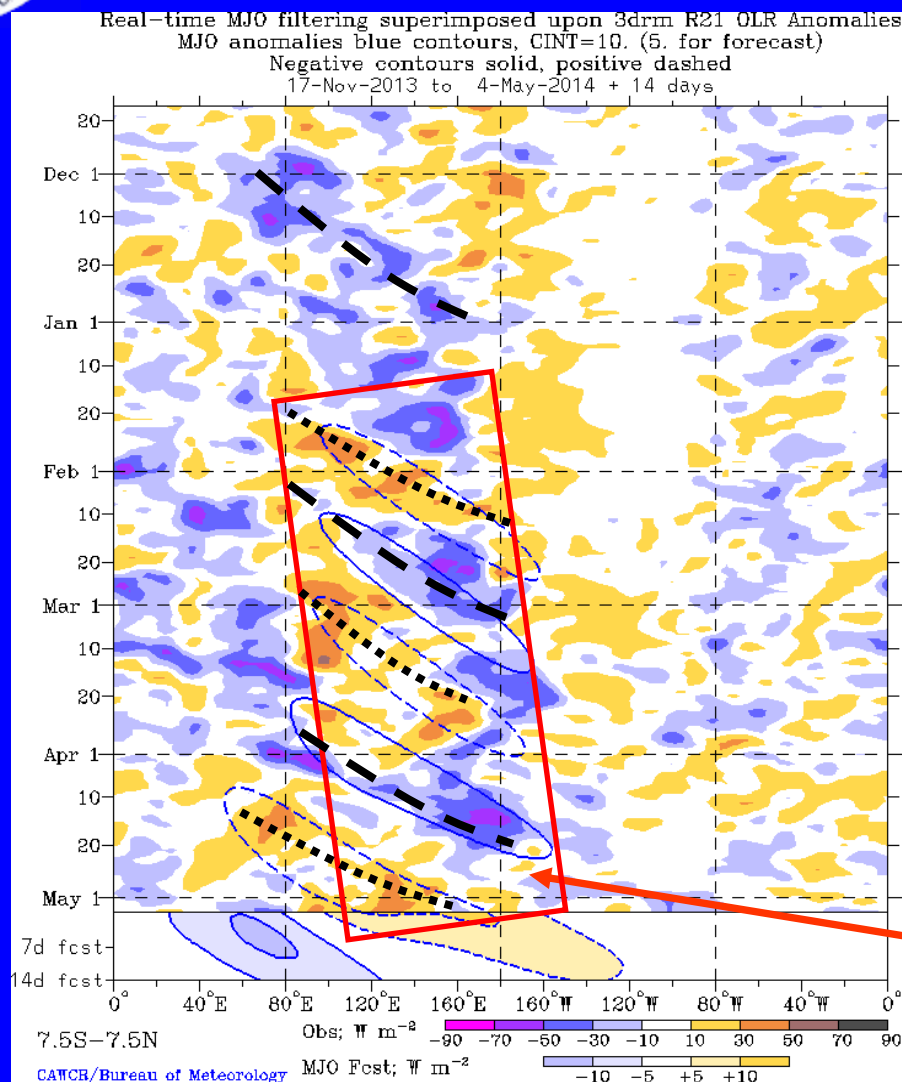 Real-time MJO filtering superimposed upon 3drm R21 OLR Anomalies
MJO anomalies blue contours, CINT=10. (5. for forecast)
Negative contours solid, positive dashed
17-Nov-2013 to 4-May-2014 + 14 days
20
Dec 1
10
20
Jan 1
10
20
Feb 1
10
20
Mar 1
10
20
Apr 1
10
20
May 1
7d fcst
14d fcst
0° 40°E 80°E 120°E 160°E 160°W 120°W 80°W 40°W 0°
7.5S-7.5N
Obs; W m-2
-90 -70 -50 -30 -10 10 30 50 70 90
CAWCR/Bureau of Meteorology
MJO Fcst; W m-2
-10 -5 +5 +10